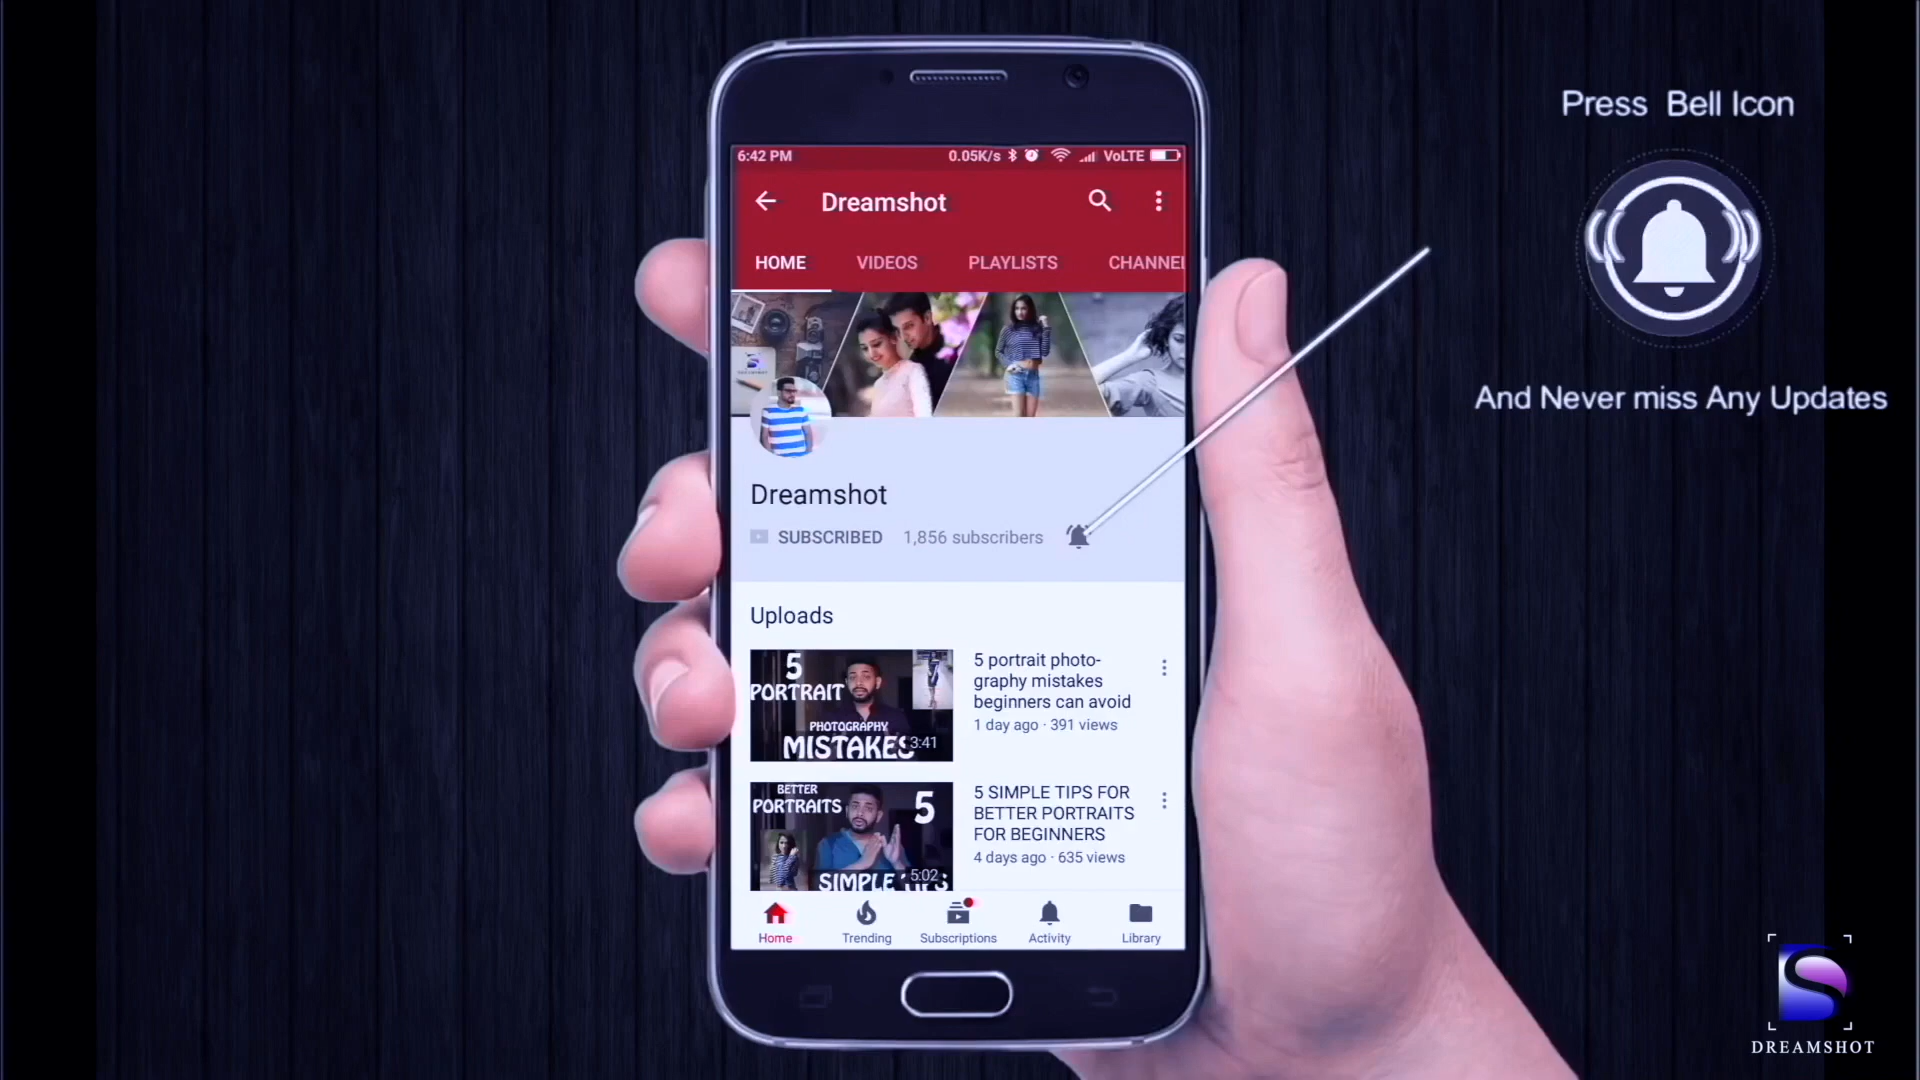 Press Bell Icon
And Never miss Any Updates
6:42 PM
0.05K/s
VoLTE
Dreamshot
HOME
VIDEOS
PLAYLISTS
CHANNEL
Dreamshot
SUBSCRIBED
1,856 subscribers
Uploads
5
PORTRAIT
PHOTOGRAPHY
MISTAKES
3:41
5 portrait photo-
graphy mistakes
beginners can avoid
1 day ago · 391 views
BETTER
PORTRAITS
5
SIMPLE TIPS
5:02
5 SIMPLE TIPS FOR
BETTER PORTRAITS
FOR BEGINNERS
4 days ago · 635 views
Home
Trending
Subscriptions
Activity
Library
DREAMSHOT